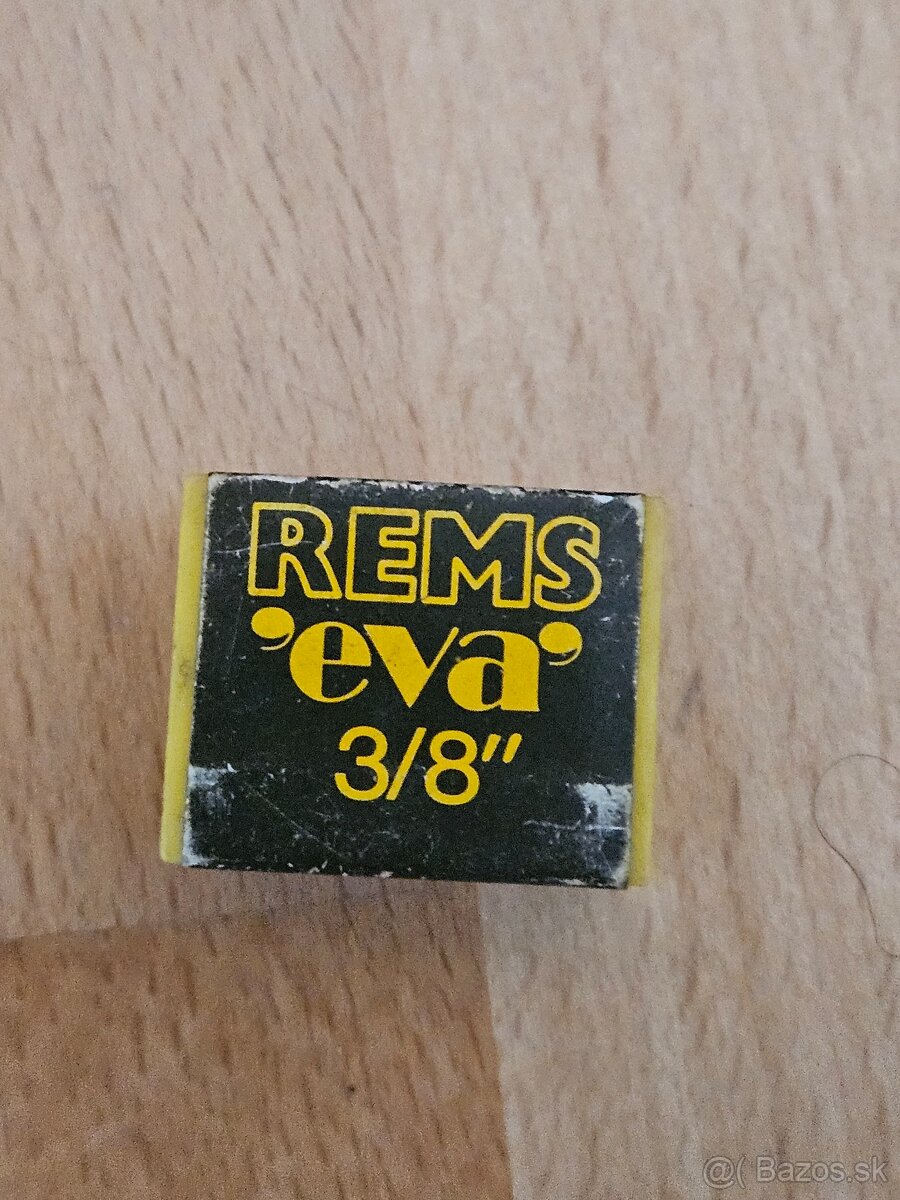 REMS
'eva'
3/8"
@( Bazos.sk